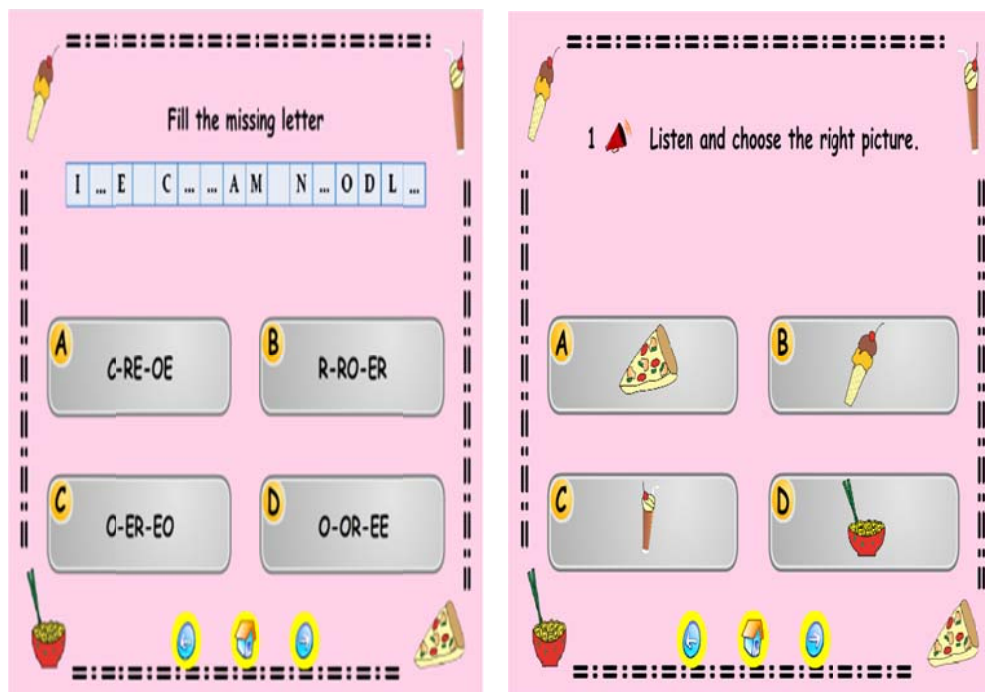 Fill the missing letter
I ... E C ... ... A M N ... O D L ...
A C-RE-OE
B R-RO-ER
C C-ER-EO
D O-OR-EE
1 Listen and choose the right picture.
A
B
C
D